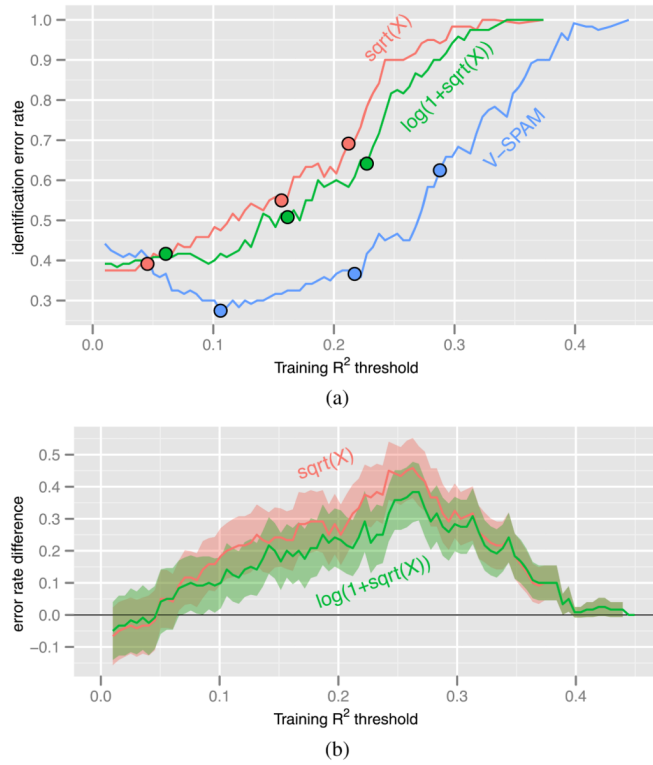 1.0
0.9
0.8
0.7
0.6
0.5
0.4
0.3
identification error rate
sqrt(X)
log(1+sqrt(X))
V−SPAM
0.0 0.1 0.2 0.3 0.4
Training R² threshold
(a)
0.5
0.4
0.3
0.2
0.1
0.0
−0.1
error rate difference
sqrt(X)
log(1+sqrt(X))
0.0 0.1 0.2 0.3 0.4
Training R² threshold
(b)